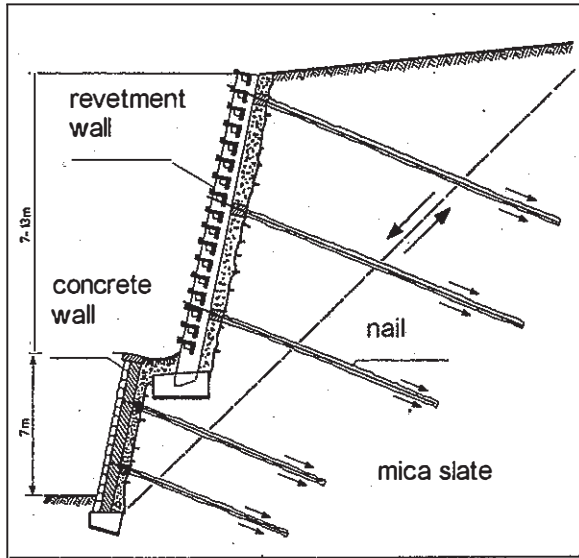 revetment
wall
7-13m
concrete
wall
nail
7m
mica slate